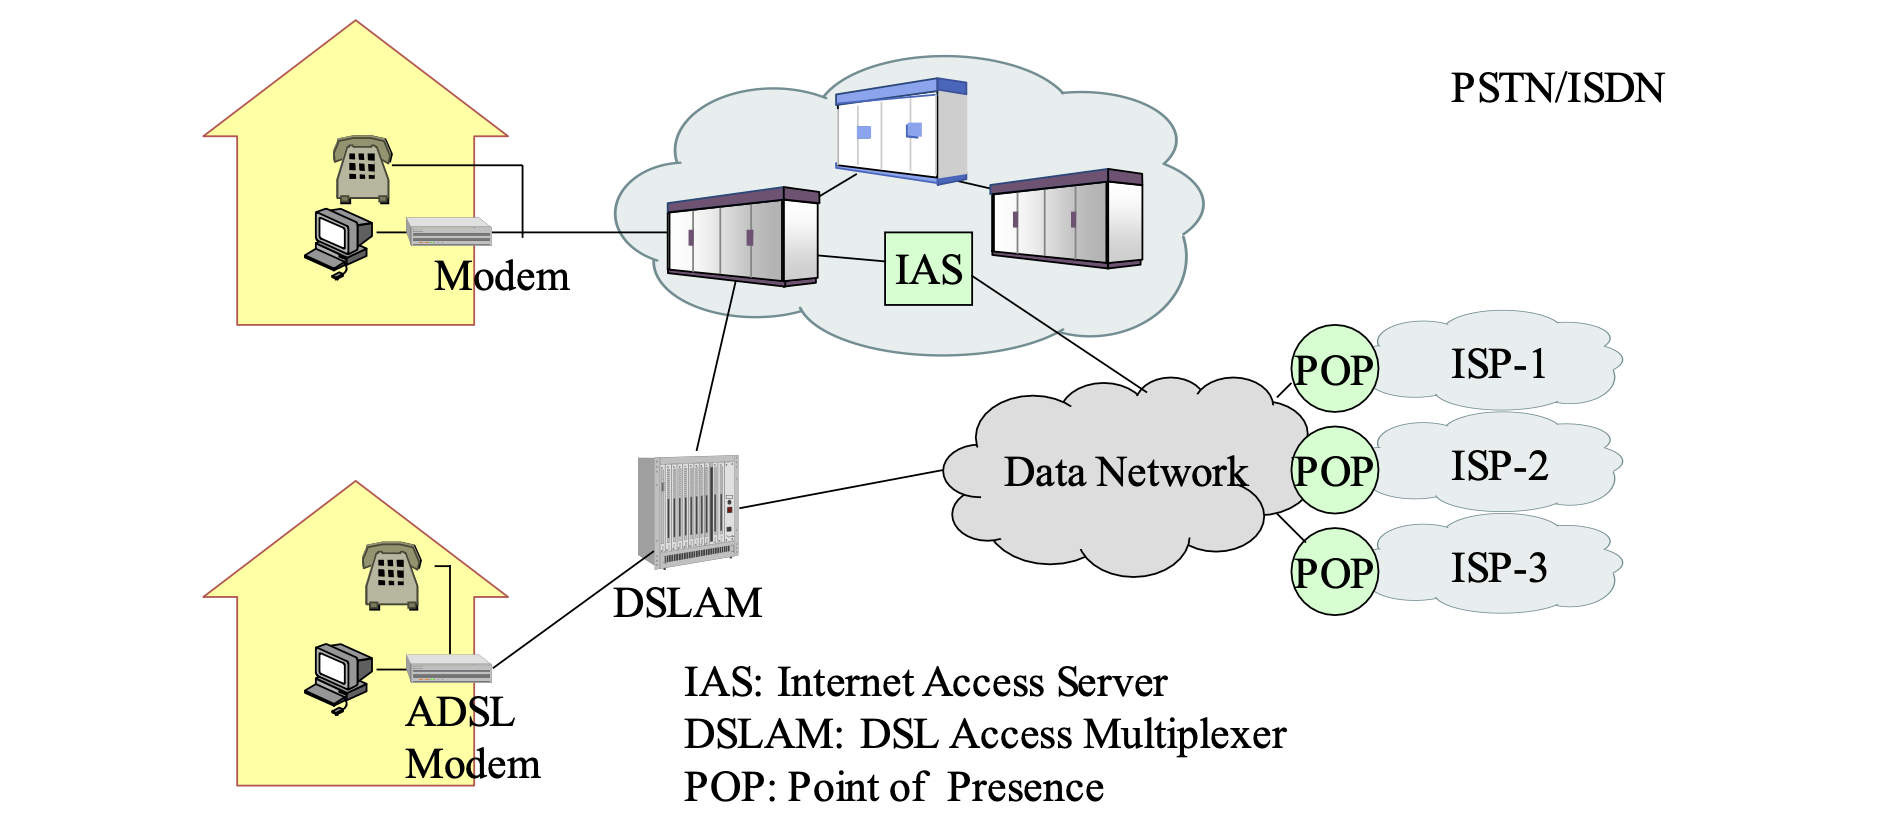 PSTN/ISDN
Modem
IAS
POP
ISP-1
Data Network
POP
ISP-2
POP
ISP-3
DSLAM
ADSL
Modem
IAS: Internet Access Server
DSLAM: DSL Access Multiplexer
POP: Point of Presence